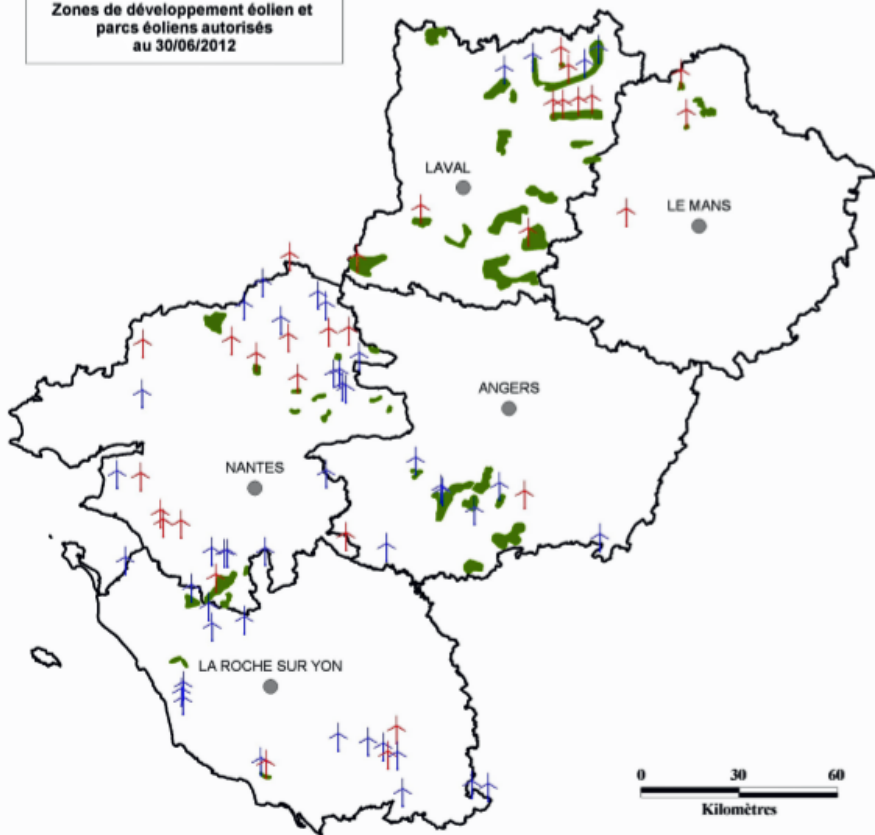 Zones de développement éolien et
parcs éoliens autorisés
au 30/06/2012
LAVAL
LE MANS
ANGERS
NANTES
LA ROCHE SUR YON
0 30 60
Kilomètres